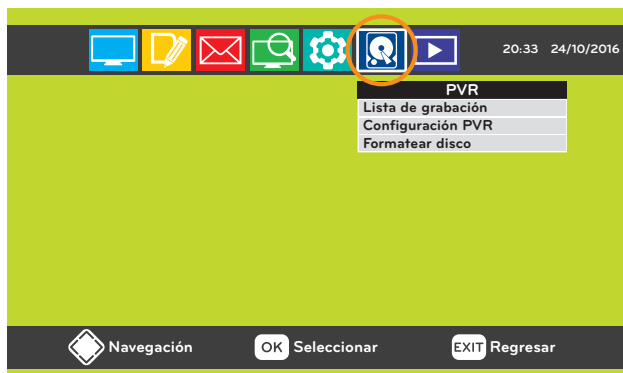 20:33 24/10/2016
PVR
Lista de grabación
Configuración PVR
Formatear disco
Navegación OK Seleccionar EXIT Regresar